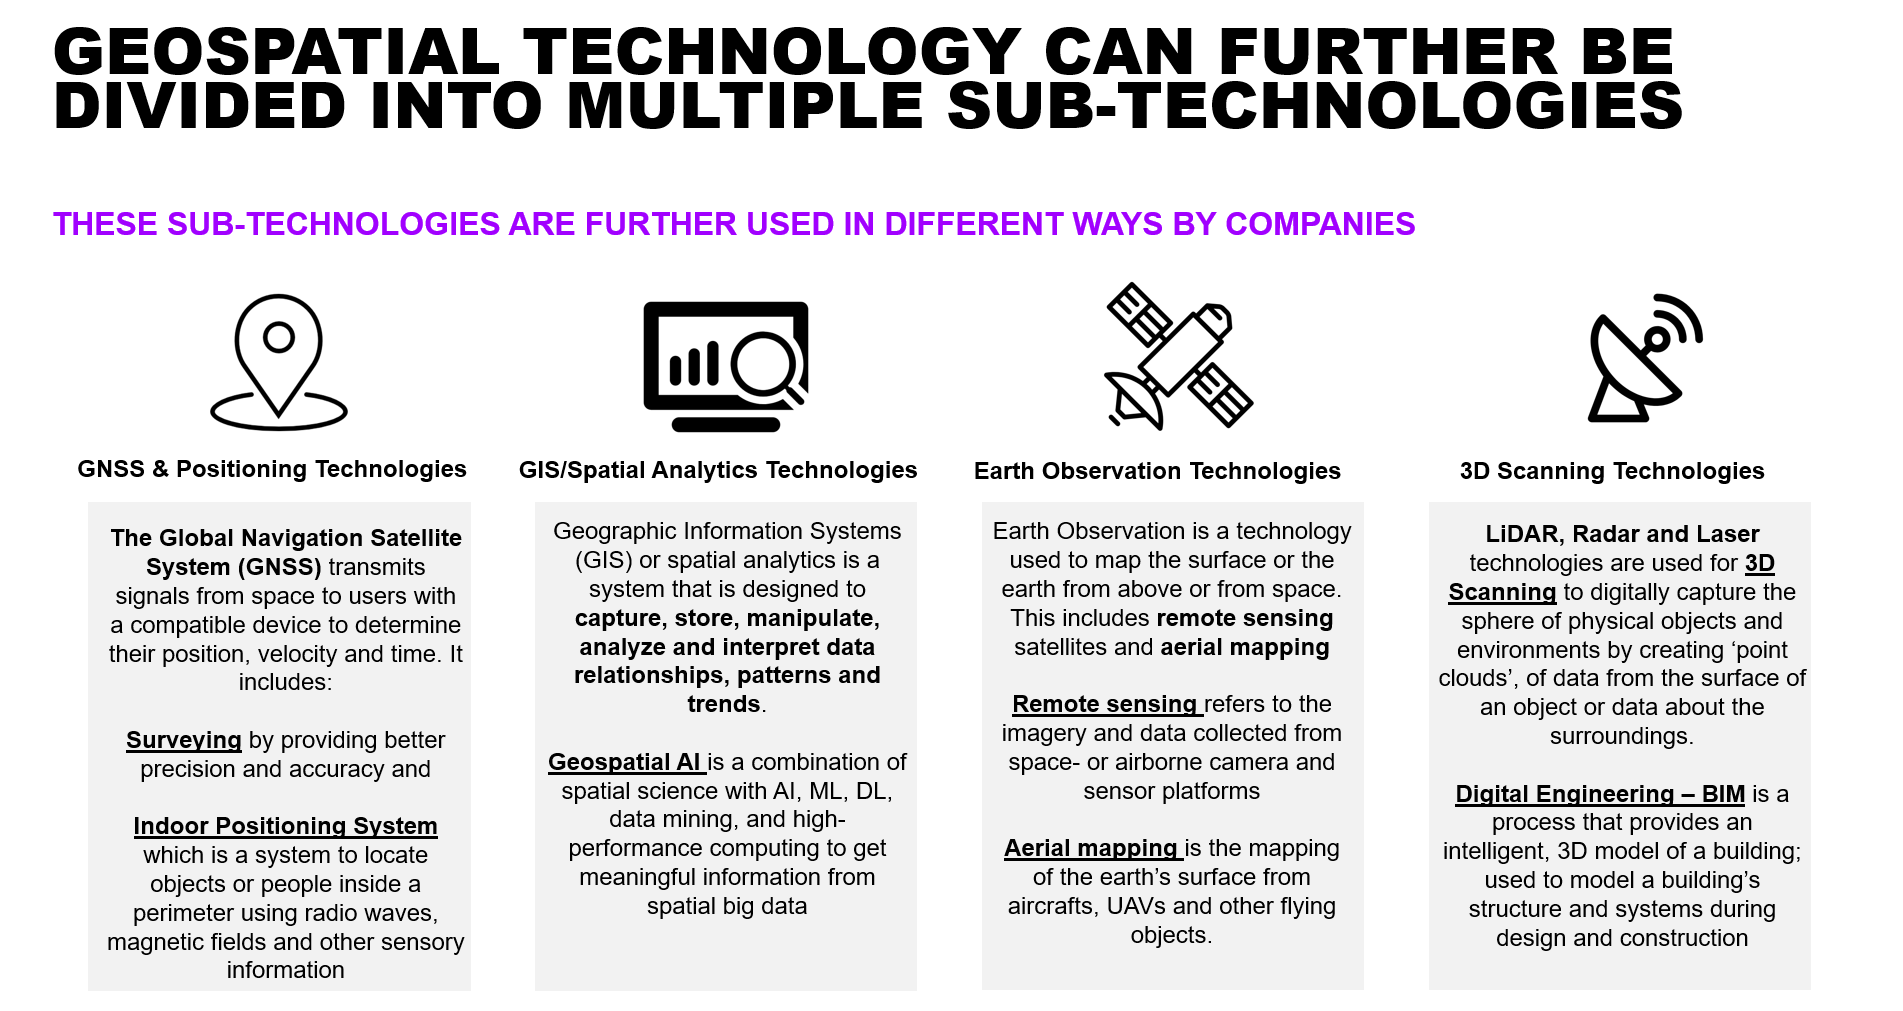 GEOSPATIAL TECHNOLOGY CAN FURTHER BE
DIVIDED INTO MULTIPLE SUB-TECHNOLOGIES
THESE SUB-TECHNOLOGIES ARE FURTHER USED IN DIFFERENT WAYS BY COMPANIES
GNSS & Positioning Technologies
The Global Navigation Satellite
System (GNSS) transmits
signals from space to users with
a compatible device to determine
their position, velocity and time. It
includes:
Surveying by providing better
precision and accuracy and
Indoor Positioning System
which is a system to locate
objects or people inside a
perimeter using radio waves,
magnetic fields and other sensory
information
GIS/Spatial Analytics Technologies
Geographic Information Systems
(GIS) or spatial analytics is a
system that is designed to
capture, store, manipulate,
analyze and interpret data
relationships, patterns and
trends.
Geospatial AI is a combination of
spatial science with AI, ML, DL,
data mining, and high-
performance computing to get
meaningful information from
spatial big data
Earth Observation Technologies
Earth Observation is a technology
used to map the surface or the
earth from above or from space.
This includes remote sensing
satellites and aerial mapping
Remote sensing refers to the
imagery and data collected from
space- or airborne camera and
sensor platforms
Aerial mapping is the mapping
of the earth’s surface from
aircrafts, UAVs and other flying
objects.
3D Scanning Technologies
LiDAR, Radar and Laser
technologies are used for 3D
Scanning to digitally capture the
sphere of physical objects and
environments by creating ‘point
clouds’, of data from the surface of
an object or data about the
surroundings.
Digital Engineering – BIM is a
process that provides an
intelligent, 3D model of a building;
used to model a building’s
structure and systems during
design and construction